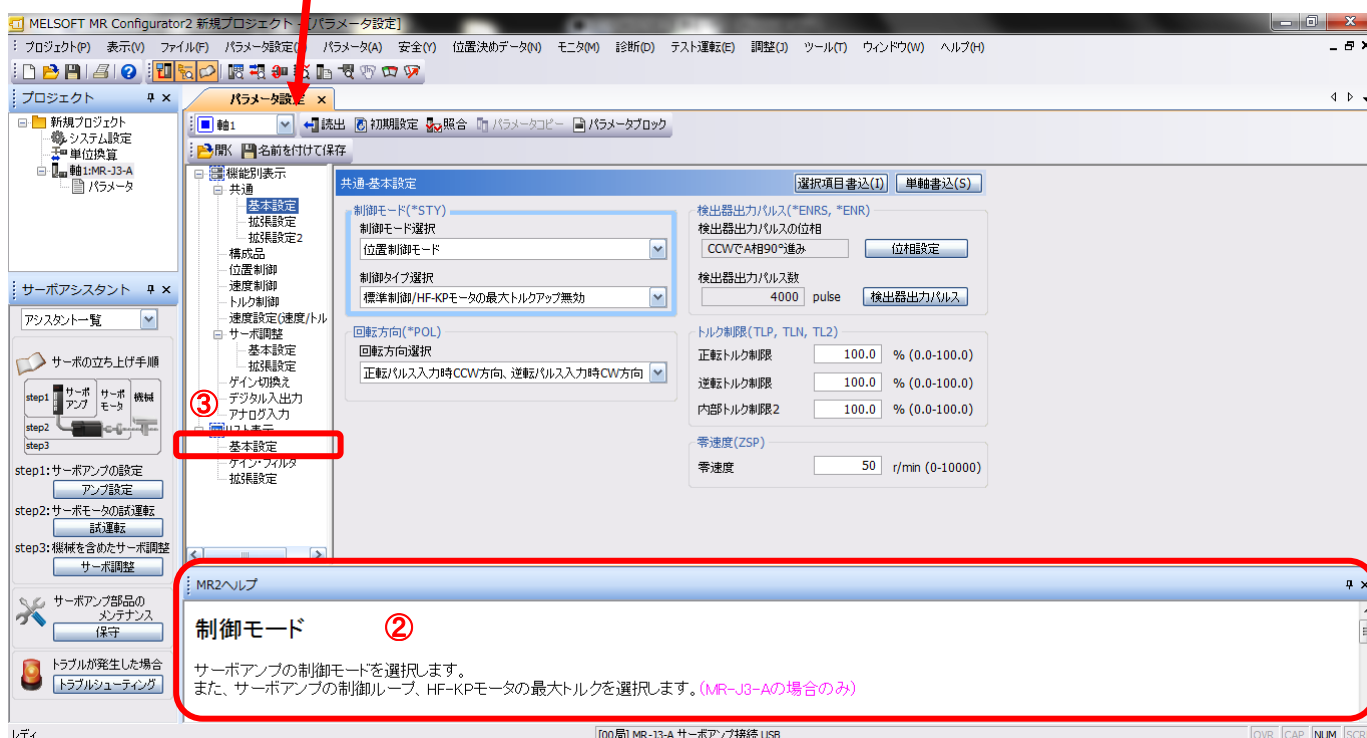 MELSOFT MR Configurator2 新規プロジェクト - [パラメータ設定]
プロジェクト(P) 表示(V) ファイル(F) パラメータ設定( パラメータ(A) 安全(Y) 位置決めデータ(N) モニタ(M) 診断(D) テスト運転(E) 調整(J) ツール(T) ウィンドウ(W) ヘルプ(H)
プロジェクト
新規プロジェクト
システム設定
単位換算
軸1:MR-J3-A
パラメータ
サーボアシスタント
アシスタント一覧
サーボの立ち上げ手順
step1
サーボアンプ
サーボモータ
機械
step2
step3
step1:サーボアンプの設定
アンプ設定
step2:サーボモータの試運転
試運転
step3:機械を含めたサーボ調整
サーボ調整
サーボアンプ部品の
メンテナンス
保守
トラブルが発生した場合
トラブルシューティング
パラメータ設定 ×
軸1 読出 初期設定 照合 パラメータコピー パラメータブロック
開く 名前を付けて保存
機能別表示
共通
基本設定
拡張設定
拡張設定2
構成品
位置制御
速度制御
トルク制御
速度設定(速度/トル
サーボ調整
基本設定
拡張設定
ゲイン切換え
デジタル入出力
アナログ入力
③
リスト表示
基本設定
ゲイン・フィルタ
拡張設定
共通-基本設定
選択項目書込(I) 単軸書込(S)
制御モード(*STY)
制御モード選択
位置制御モード
制御タイプ選択
標準制御/HF-KPモータの最大トルクアップ無効
回転方向(*POL)
回転方向選択
正転パルス入力時CCW方向、逆転パルス入力時CW方向
検出器出力パルス(*ENRS, *ENR)
検出器出力パルスの位相
CCWでA相90°進み 位相設定
検出器出力パルス数
4000 pulse 検出器出力パルス
トルク制限(TLP, TLN, TL2)
正転トルク制限 100.0 % (0.0-100.0)
逆転トルク制限 100.0 % (0.0-100.0)
内部トルク制限2 100.0 % (0.0-100.0)
零速度(ZSP)
零速度 50 r/min (0-10000)
MR2ヘルプ
制御モード
②
サーボアンプの制御モードを選択します。
また、サーボアンプの制御ループ、HF-KPモータの最大トルクを選択します。(MR-J3-Aの場合のみ)
レディ [00局] MR-J3-A サーボアンプ接続 USB OVR CAP NUM SCR